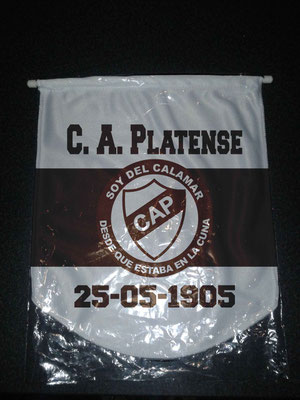 C. A. PLATENSE
SOY DEL CALAMAR
CAP
DESDE QUE ESTABA EN LA CUNA
25-05-1905